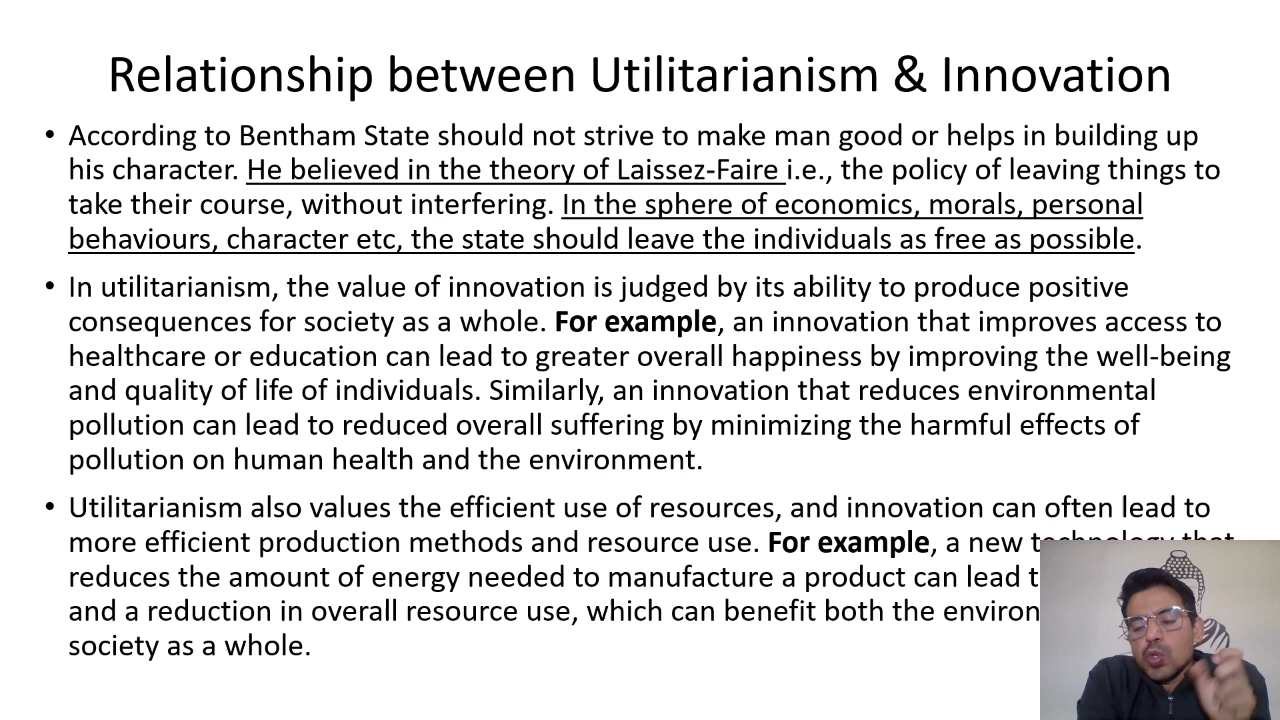 Relationship between Utilitarianism & Innovation
• According to Bentham State should not strive to make man good or helps in building up
his character. He believed in the theory of Laissez-Faire i.e., the policy of leaving things to
take their course, without interfering. In the sphere of economics, morals, personal
behaviours, character etc, the state should leave the individuals as free as possible.
• In utilitarianism, the value of innovation is judged by its ability to produce positive
consequences for society as a whole. For example, an innovation that improves access to
healthcare or education can lead to greater overall happiness by improving the well-being
and quality of life of individuals. Similarly, an innovation that reduces environmental
pollution can lead to reduced overall suffering by minimizing the harmful effects of
pollution on human health and the environment.
• Utilitarianism also values the efficient use of resources, and innovation can often lead to
more efficient production methods and resource use. For example, a new technology that
reduces the amount of energy needed to manufacture a product can lead
and a reduction in overall resource use, which can benefit both the
society as a whole.